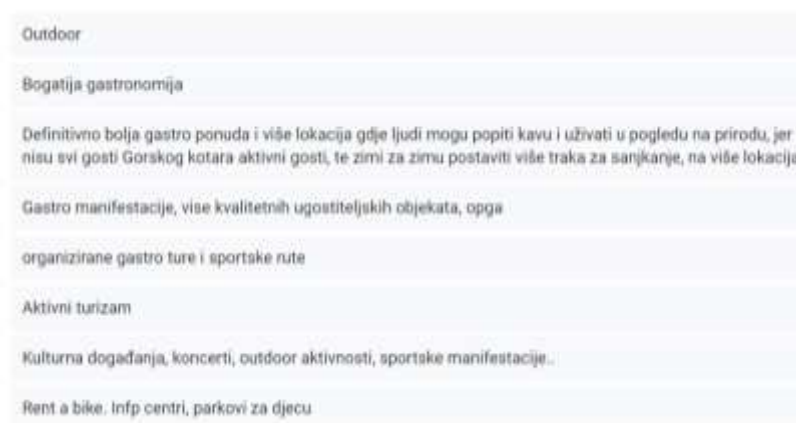 Outdoor
Bogatija gastronomija
Definitivno bolja gastro ponuda i više lokacija gdje ljudi mogu popiti kavu i uživati u pogledu na prirodu, jer
nisu svi gosti Gorskog kotara aktivni gosti, te zimi za zimu postaviti više traka za sanjkanje, na više lokacija
Gastro manifestacije, vise kvalitetnih ugostiteljskih objekata, opga
organizirane gastro ture i sportske rute
Aktivni turizam
Kulturna događanja, koncerti, outdoor aktivnosti, sportske manifestacije..
Rent a bike. Infp centri, parkovi za djecu